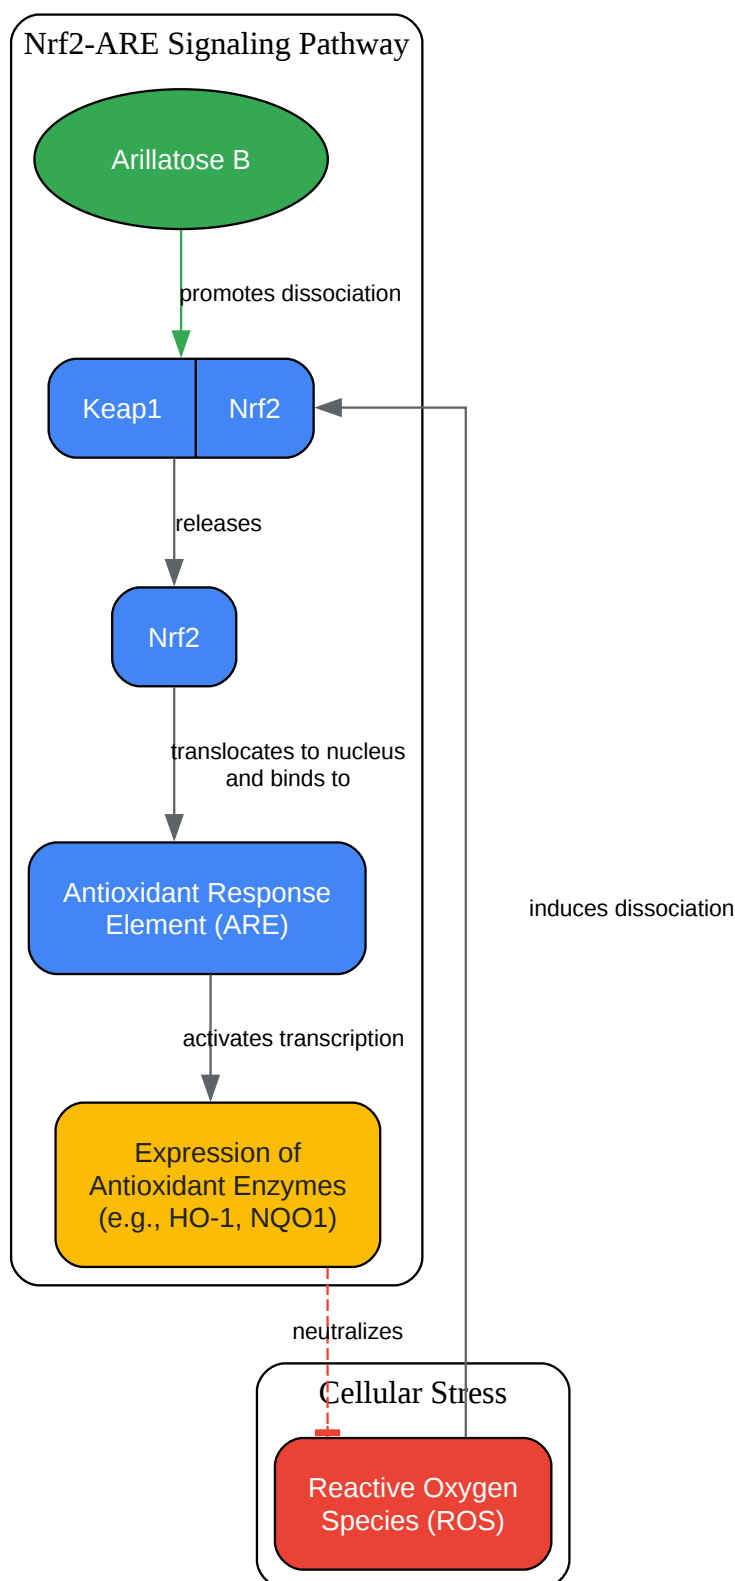 Nrf2-ARE Signaling Pathway
Arillatose B
promotes dissociation
Keap1
Nrf2
releases
Nrf2
translocates to nucleus
and binds to
Antioxidant Response
Element (ARE)
induces dissociation
activates transcription
Expression of
Antioxidant Enzymes
(e.g., HO-1, NQO1)
neutralizes
Cellular Stress
Reactive Oxygen
Species (ROS)